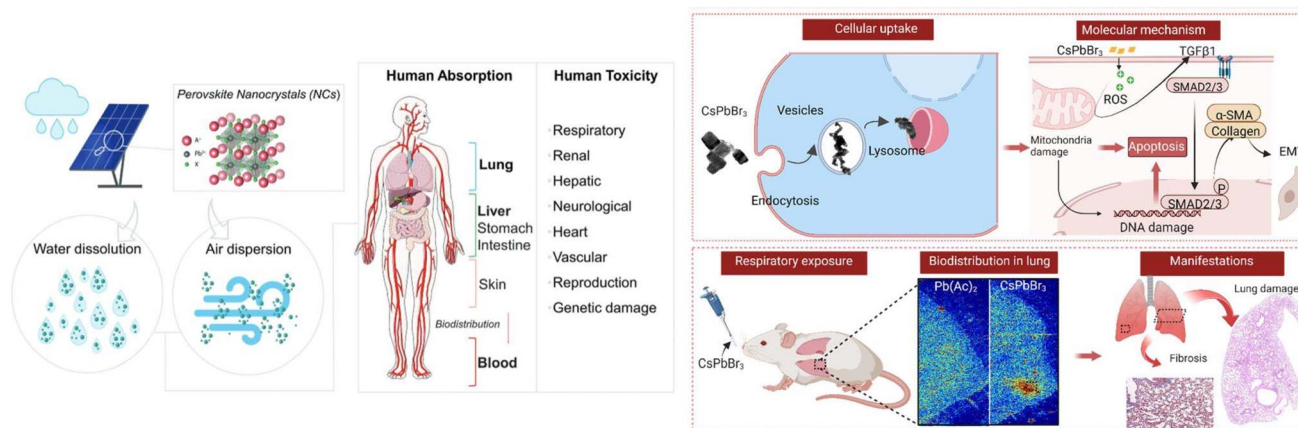 Perovskite Nanocrystals (NCs)
A⁺
Pb²⁺
X⁻
Water dissolution
Air dispersion
Human Absorption
Lung
Liver
Stomach
Intestine
Skin
Biodistribution
Blood
Human Toxicity
Respiratory
Renal
Hepatic
Neurological
Heart
Vascular
Reproduction
Genetic damage
Cellular uptake
CsPbBr₃
Vesicles
Lysosome
Endocytosis
Molecular mechanism
CsPbBr₃
TGFβ1
ROS
SMAD2/3
α-SMA
Collagen
Mitochondria
damage
Apoptosis
P
SMAD2/3
DNA damage
Respiratory exposure
CsPbBr₃
Biodistribution in lung
Pb(Ac)₂
CsPbBr₃
Manifestations
Lung damage
Fibrosis